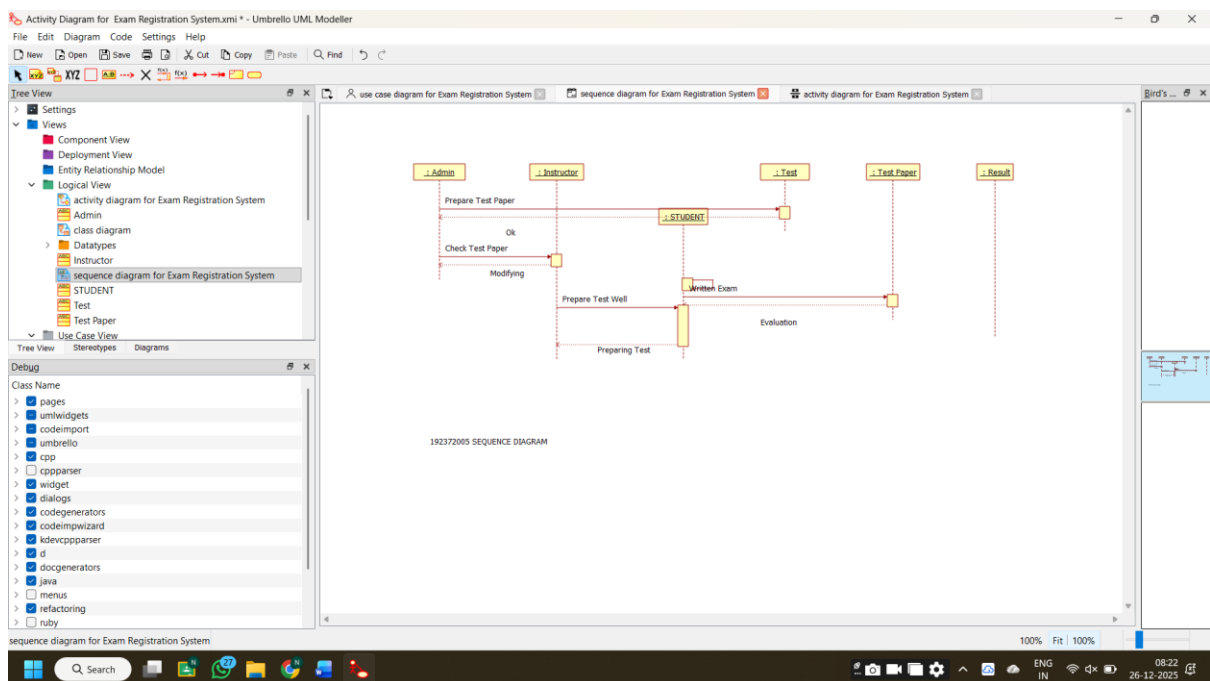 Activity Diagram for Exam Registration System.xmi * - Umbrello UML Modeller
File Edit Diagram Code Settings Help
New Open Save Cut Copy Paste Find
XYZ A:B f(x) f(x)
Tree View
use case diagram for Exam Registration System
sequence diagram for Exam Registration System
activity diagram for Exam Registration System
Bird's ...
Settings
Views
Component View
Deployment View
Entity Relationship Model
Logical View
activity diagram for Exam Registration System
Admin
class diagram
Datatypes
Instructor
sequence diagram for Exam Registration System
STUDENT
Test
Test Paper
Use Case View
Tree View Stereotypes Diagrams
Debug
Class Name
pages
umlwidgets
codeimport
umbrello
cpp
cppparser
widget
dialogs
codegenerators
codeimpwizard
kdevcppparser
d
docgenerators
java
menus
refactoring
ruby
: Admin : Instructor : Test : Test Paper : Result
Prepare Test Paper
: STUDENT
Ok
Check Test Paper
Modifying
Written Exam
Prepare Test Well
Evaluation
Preparing Test
192372005 SEQUENCE DIAGRAM
sequence diagram for Exam Registration System
100% Fit 100%
Search
27
ENG
IN
08:22
26-12-2025